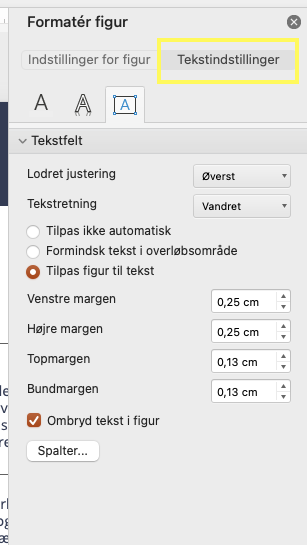 Formatér figur
Indstillinger for figur
Tekstindstillinger
A A A
Tekstfelt
Lodret justering
Øverst
Tekstretning
Vandret
Tilpas ikke automatisk
Formindsk tekst i overløbsområde
Tilpas figur til tekst
Venstre margen
0,25 cm
Højre margen
0,25 cm
Topmargen
0,13 cm
Bundmargen
0,13 cm
Ombryd tekst i figur
Spalter...